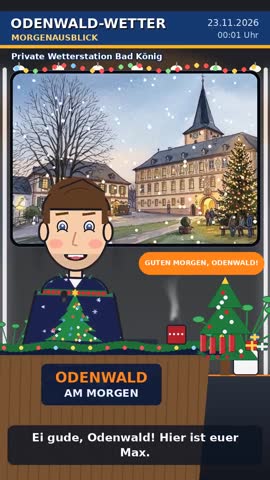 ODENWALD-WETTER
23.11.2026
MORGENAUSBLICK
00:01 Uhr
Private Wetterstation Bad König
GUTEN MORGEN, ODENWALD!
ODENWALD
AM MORGEN
Ei gude, Odenwald! Hier ist euer
Max.